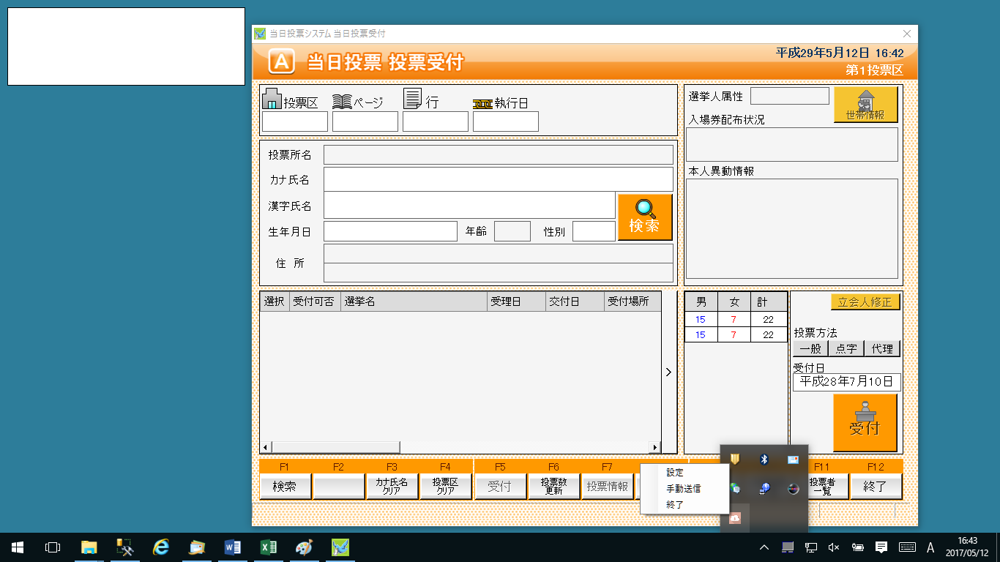 当日投票システム 当日投票受付
A 当日投票 投票受付
平成29年5月12日 16:42
第1投票区
投票区 ページ 行 執行日
選挙人属性
世帯情報
入場券配布状況
本人異動情報
投票所名
カナ氏名
漢字氏名
検索
生年月日 年齢 性別
住 所
選択 受付可否 選挙名 受理日 交付日 受付場所
男 女 計
15 7 22
15 7 22
立会人修正
投票方法
一般 点字 代理
受付日
平成28年7月10日
受付
F1 F2 F3 F4 F5 F6 F7 F11 F12
検索
カナ氏名
クリア
投票区
クリア
受付
投票数
更新
投票情報
投票者
一覧
終了
設定
手動送信
終了
A
16:43
2017/05/12